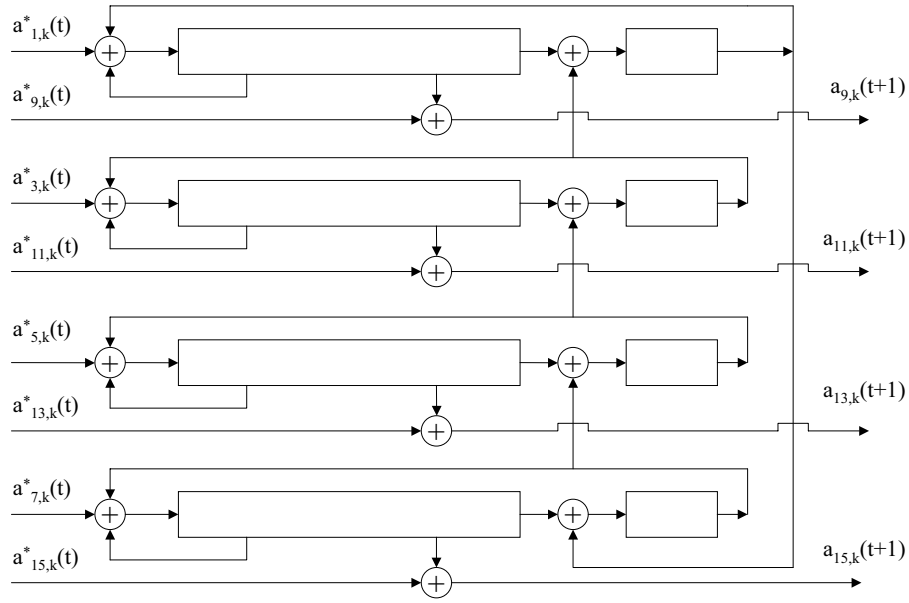 a*1,k(t)
a*9,k(t)
a9,k(t+1)
a*3,k(t)
a*11,k(t)
a11,k(t+1)
a*5,k(t)
a*13,k(t)
a13,k(t+1)
a*7,k(t)
a*15,k(t)
a15,k(t+1)